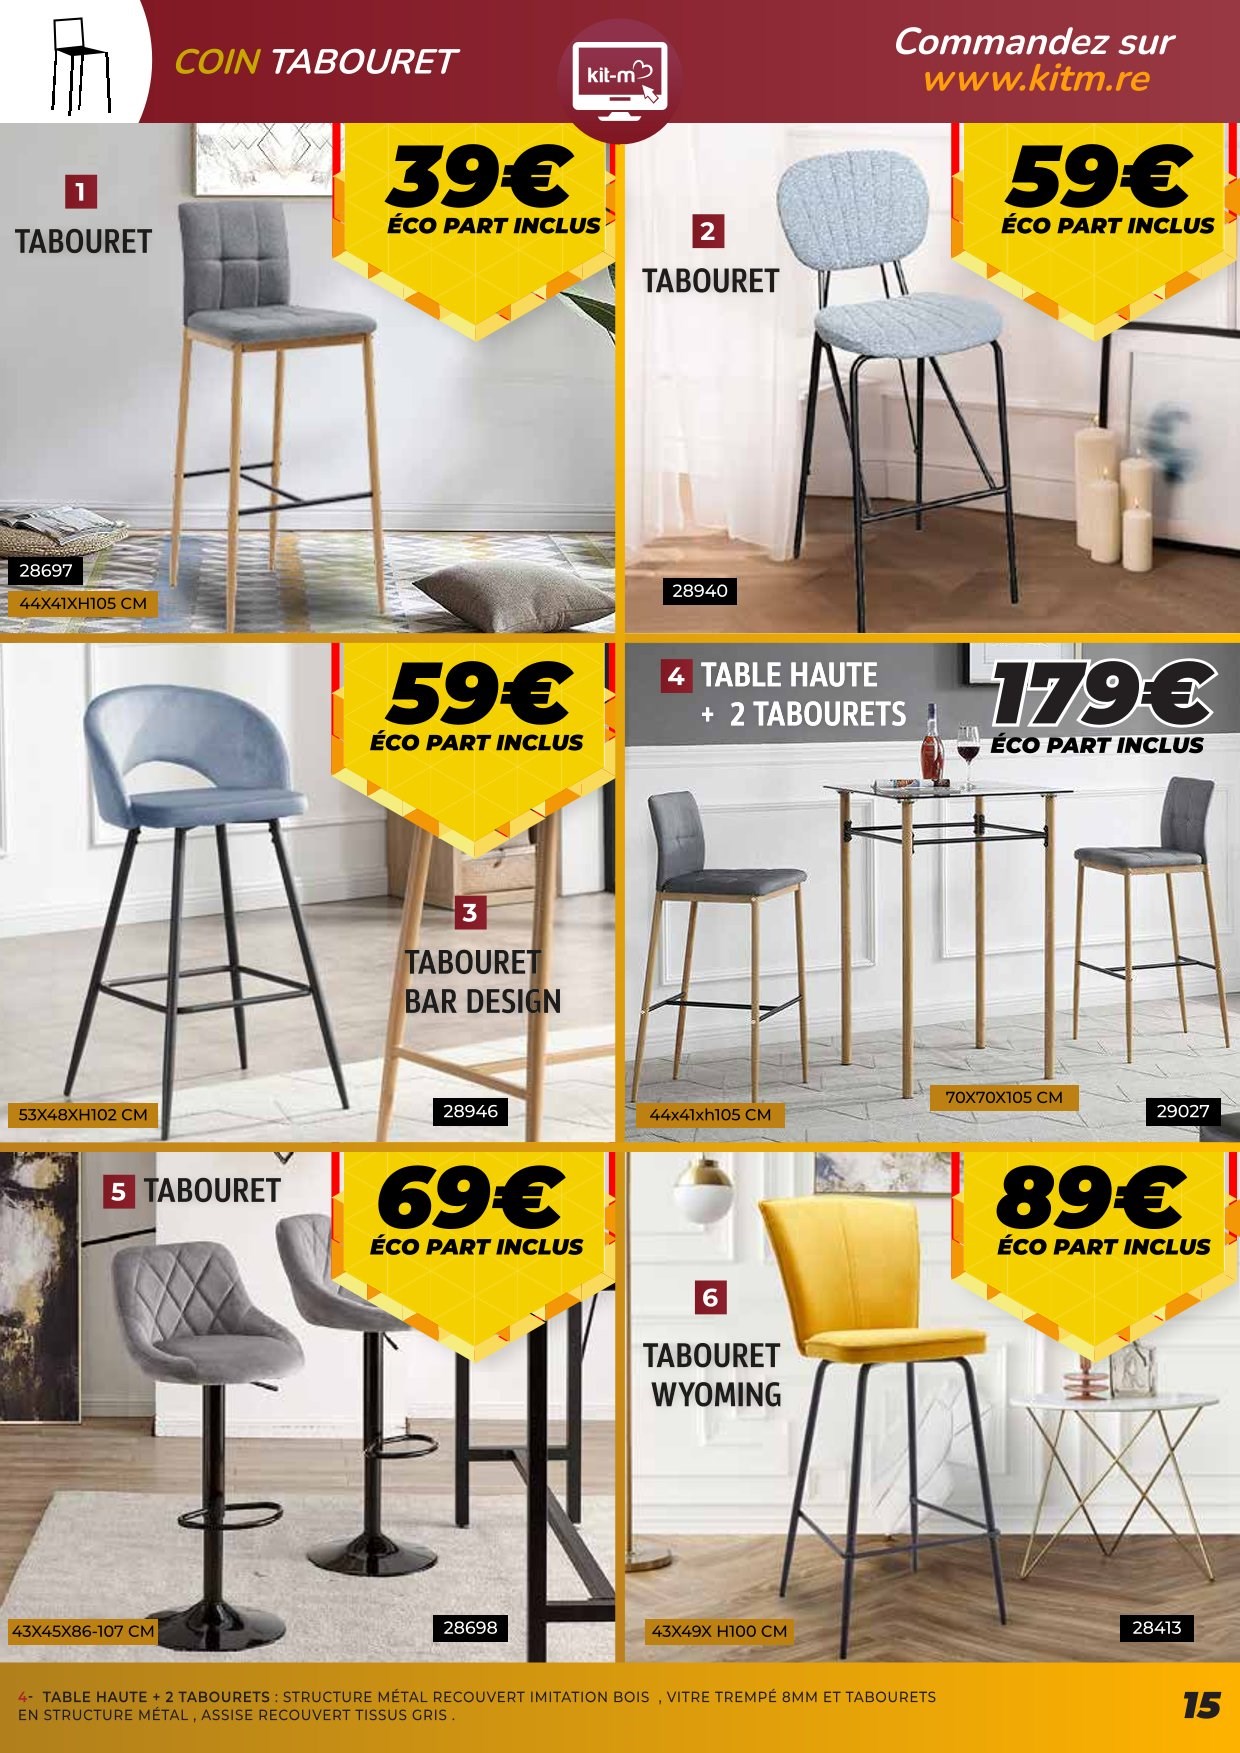 COIN TABOURET
kit-m
Commandez sur
www.kitm.re
1
TABOURET
39€
ÉCO PART INCLUS
28697
44X41XH105 CM
2
TABOURET
59€
ÉCO PART INCLUS
28940
59€
ÉCO PART INCLUS
3
TABOURET
BAR DESIGN
53X48XH102 CM
28946
4 TABLE HAUTE
+ 2 TABOURETS
179€
ÉCO PART INCLUS
44x41xh105 CM
70X70X105 CM
29027
5 TABOURET
69€
ÉCO PART INCLUS
43X45X86-107 CM
28698
89€
ÉCO PART INCLUS
6
TABOURET
WYOMING
43X49X H100 CM
28413
4- TABLE HAUTE + 2 TABOURETS : STRUCTURE MÉTAL RECOUVERT IMITATION BOIS , VITRE TREMPÉ 8MM ET TABOURETS
EN STRUCTURE MÉTAL , ASSISE RECOUVERT TISSUS GRIS .
15